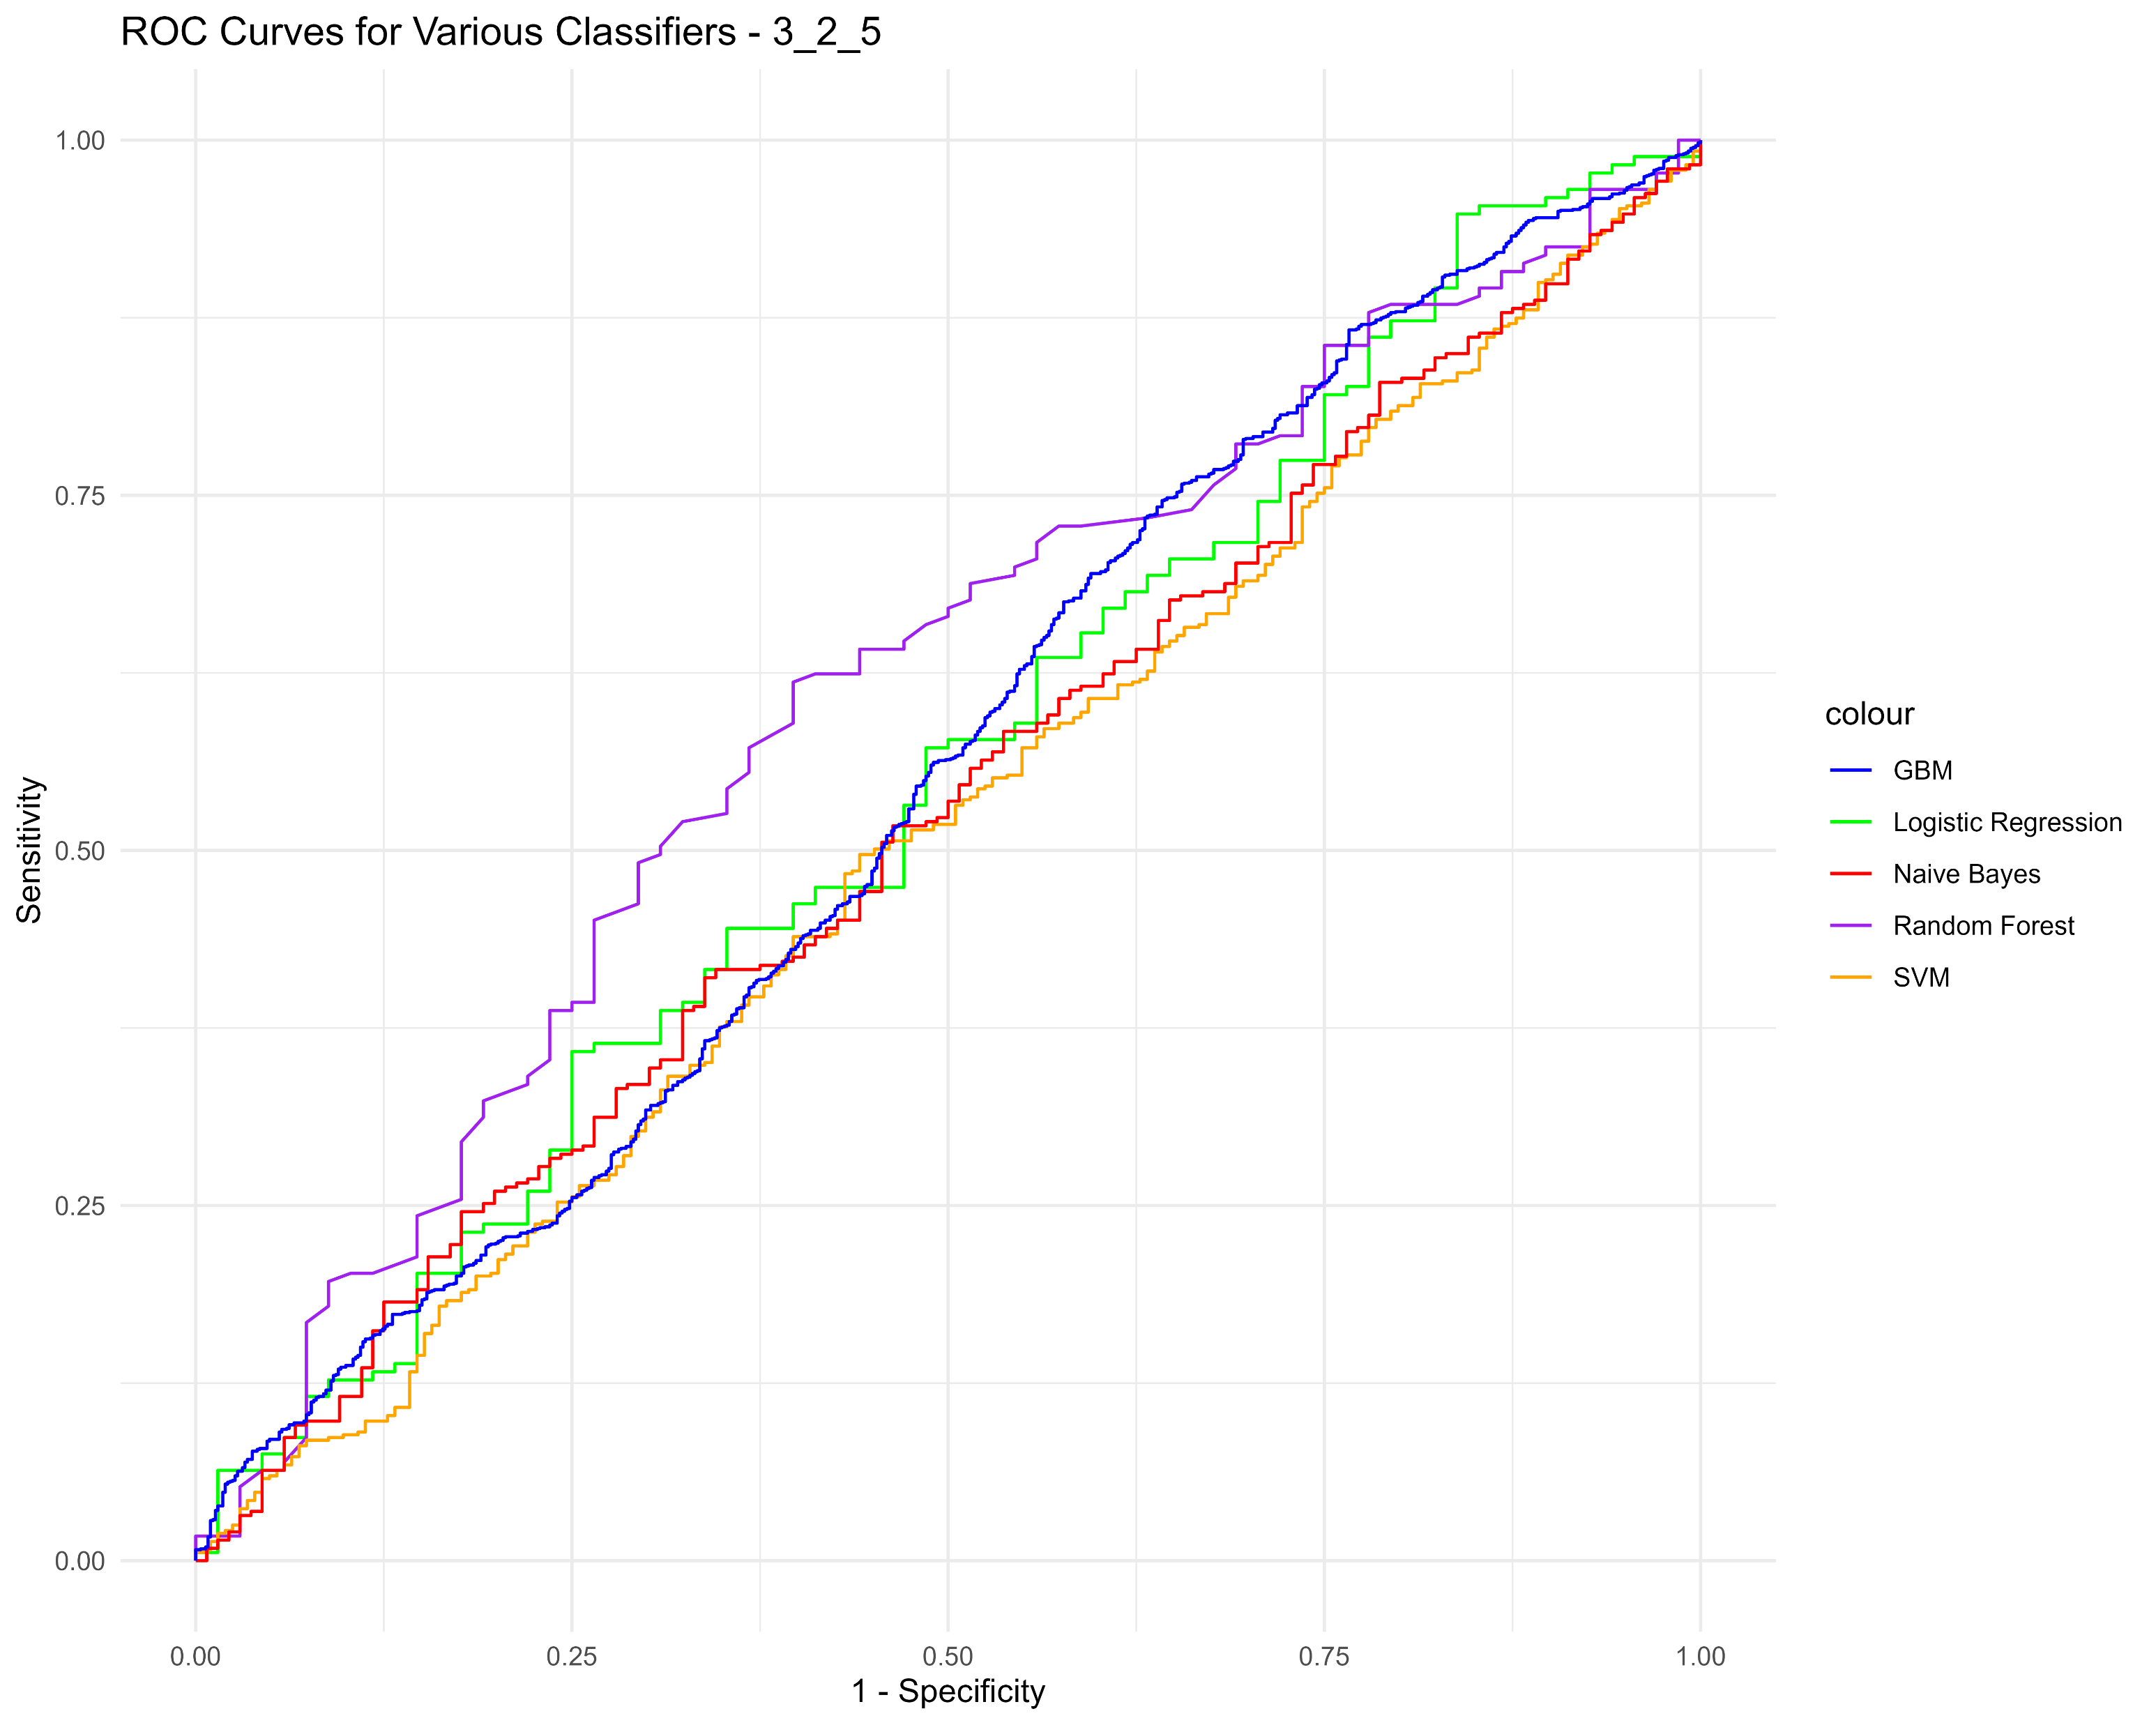 ROC Curves for Various Classifiers - 3_2_5
1.00
0.75
0.50
0.25
0.00
Sensitivity
0.00 0.25 0.50 0.75 1.00
1 - Specificity
colour
GBM
Logistic Regression
Naive Bayes
Random Forest
SVM